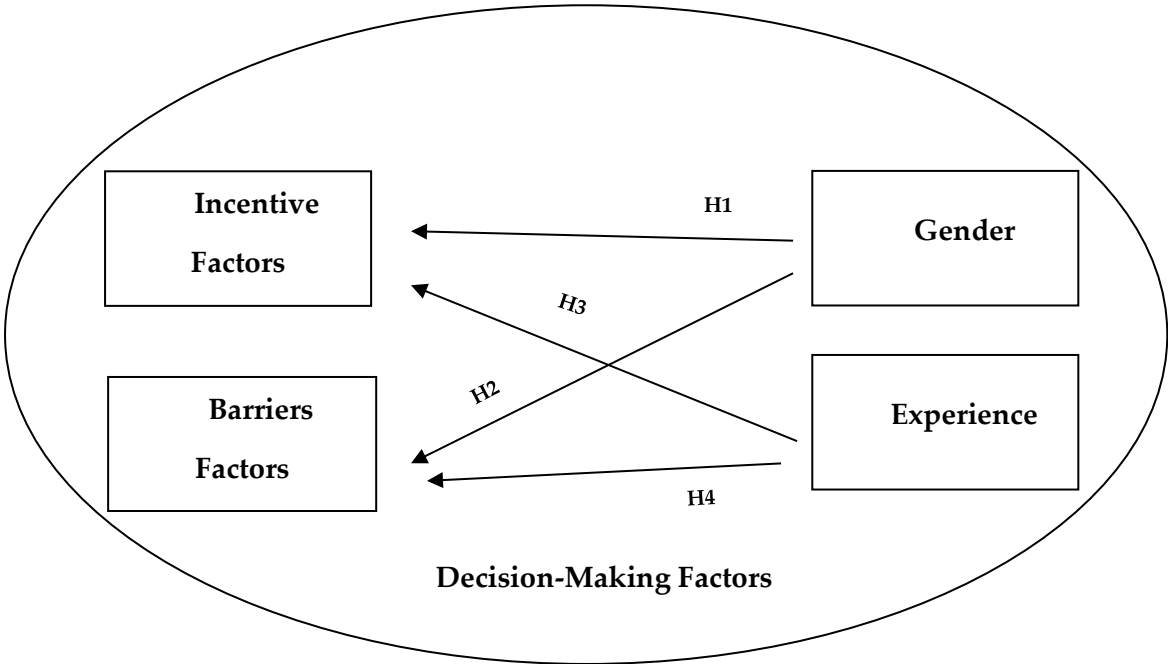 Incentive
Factors
H1
Gender
H3
H2
Barriers
Factors
Experience
H4
Decision-Making Factors